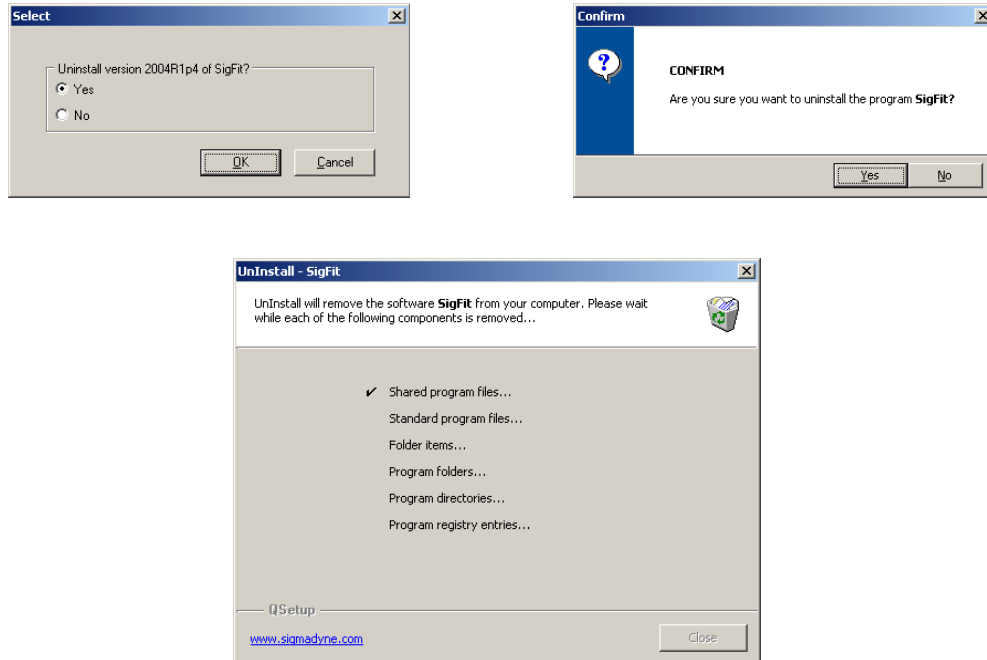 Select
Uninstall version 2004R1p4 of SigFit?
Yes
No
OK
Cancel
Confirm
CONFIRM
Are you sure you want to uninstall the program SigFit?
Yes
No
UnInstall - SigFit
UnInstall will remove the software SigFit from your computer. Please wait
while each of the following components is removed...
Shared program files...
Standard program files...
Folder items...
Program folders...
Program directories...
Program registry entries...
QSetup
www.sigmadyne.com
Close